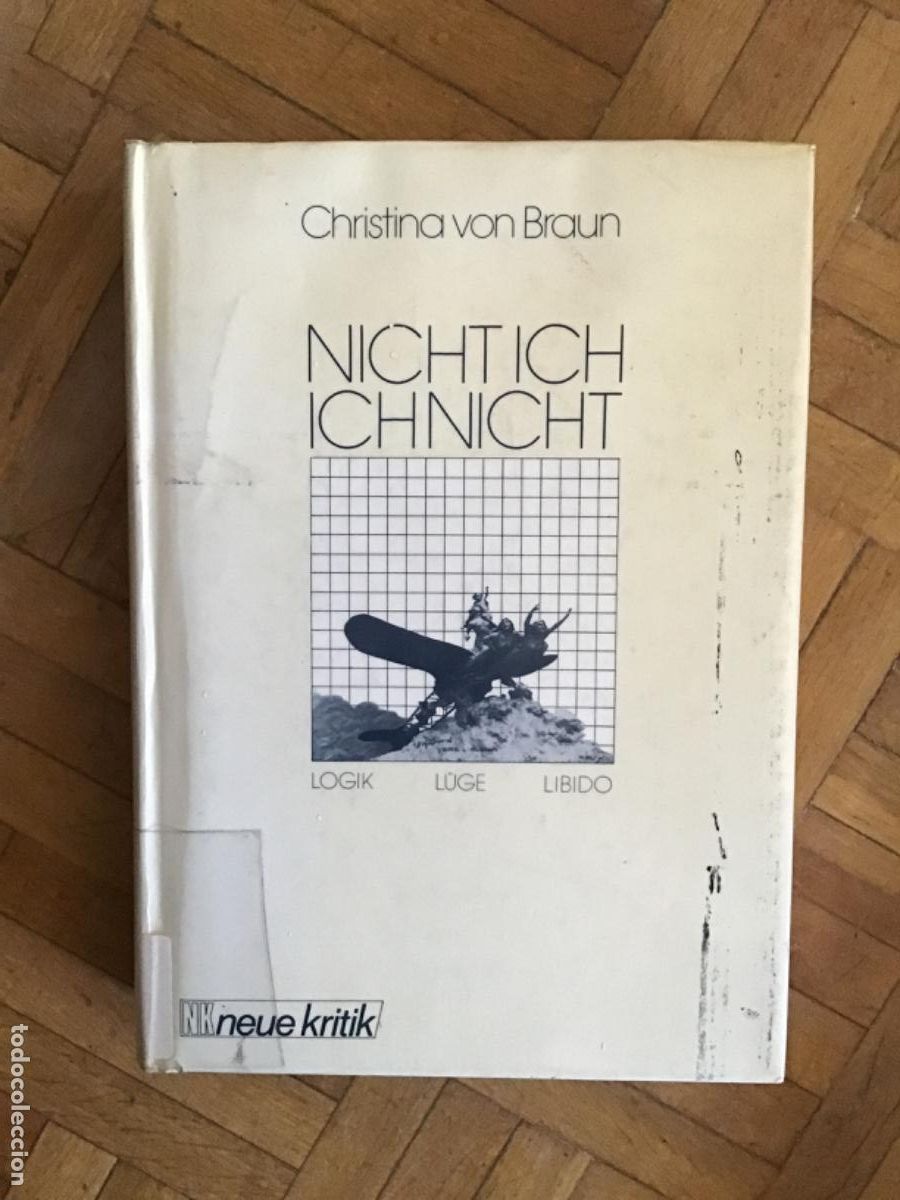 Christina von Braun
NICHT ICH
ICH NICHT
LOGIK LÜGE LIBIDO
NK neue kritik
todocoleccion